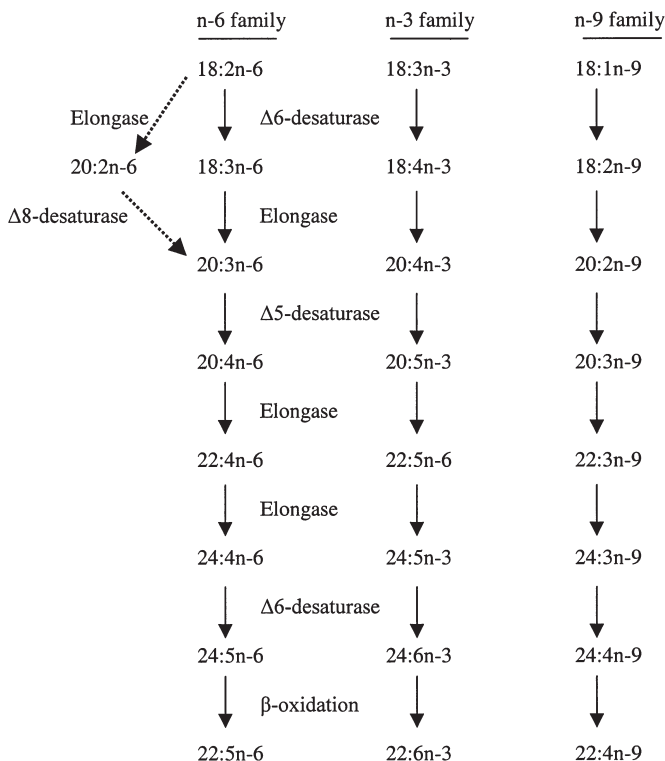 n-6 family n-3 family n-9 family
18:2n-6 18:3n-3 18:1n-9
Elongase Δ6-desaturase
20:2n-6 18:3n-6 18:4n-3 18:2n-9
Δ8-desaturase Elongase
20:3n-6 20:4n-3 20:2n-9
Δ5-desaturase
20:4n-6 20:5n-3 20:3n-9
Elongase
22:4n-6 22:5n-6 22:3n-9
Elongase
24:4n-6 24:5n-3 24:3n-9
Δ6-desaturase
24:5n-6 24:6n-3 24:4n-9
β-oxidation
22:5n-6 22:6n-3 22:4n-9